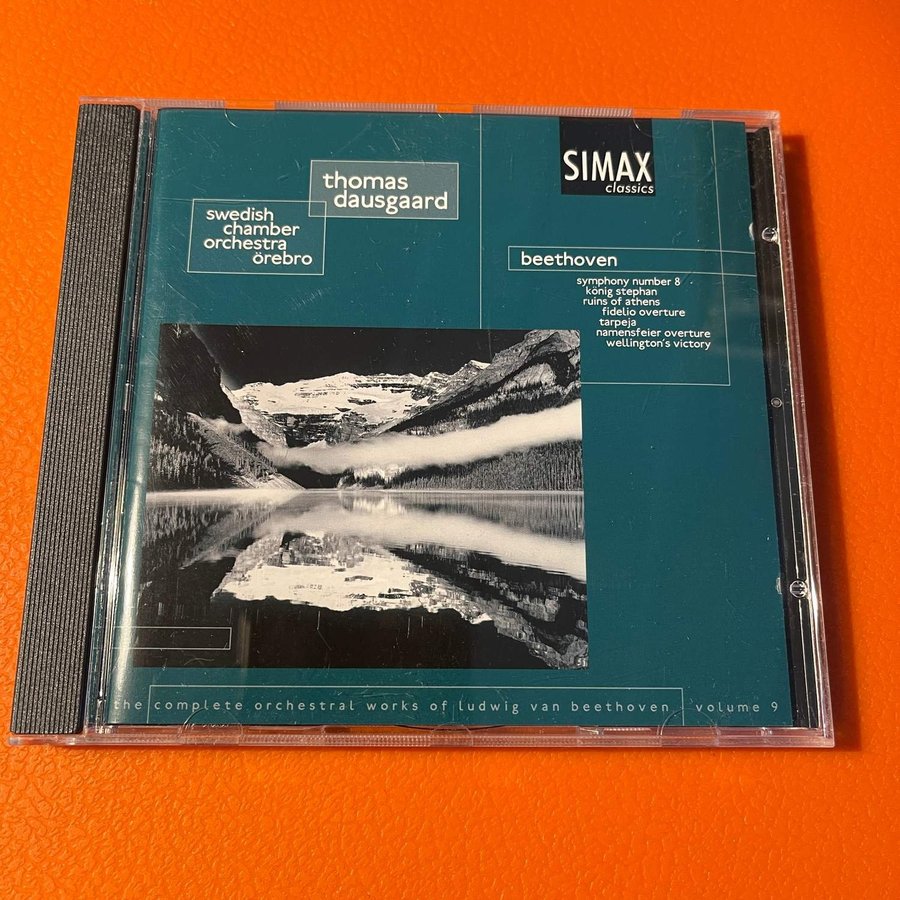 thomas
dausgaard
swedish
chamber
orchestra
örebro
SIMAX
classics
beethoven
symphony number 8
könig stephan
ruins of athens
fidelio overture
tarpeja
namensfeier overture
wellington's victory
the complete orchestral works of ludwig van beethoven volume 9